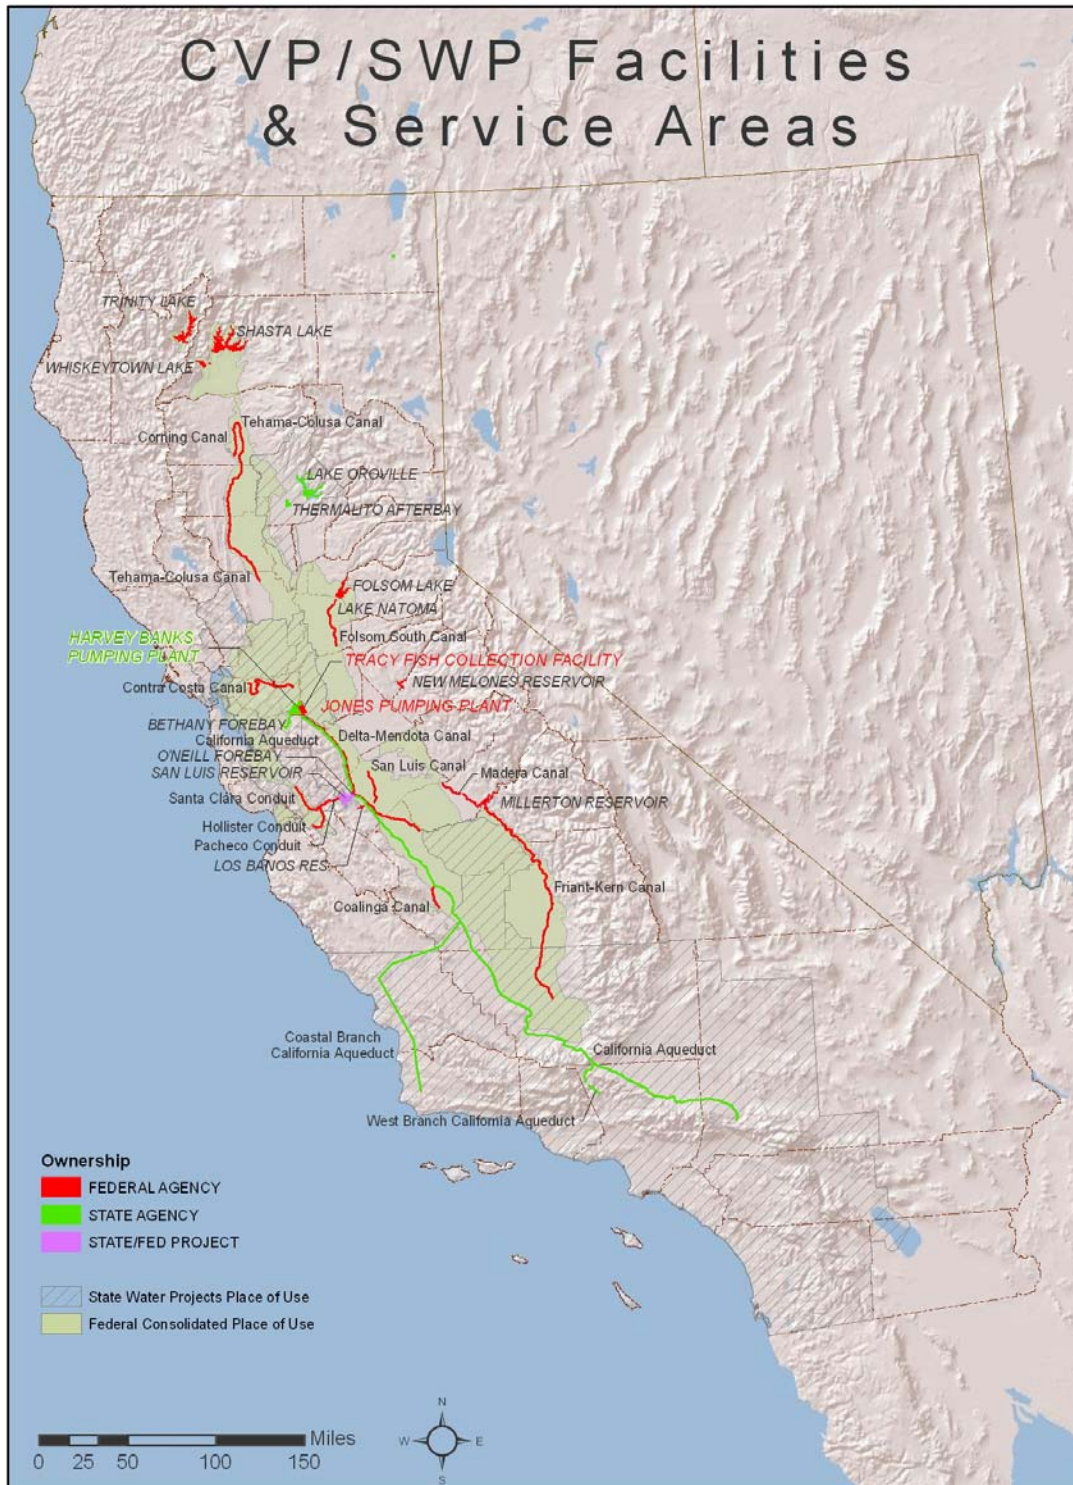 CVP/SWP Facilities
& Service Areas
TRINITY LAKE
SHASTA LAKE
WHISKEYTOWN LAKE
Tehama-Colusa Canal
Corning Canal
LAKE OROVILLE
THERMALITO AFTERBAY
Tehama-Colusa Canal
FOLSOM LAKE
LAKE NATOMA
Folsom South Canal
HARVEY BANKS
PUMPING PLANT
TRACY FISH COLLECTION FACILITY
NEW MELONES RESERVOIR
Contra Costa Canal
JONES PUMPING PLANT
BETHANY FOREBAY
California Aqueduct
Delta-Mendota Canal
O'NEILL FOREBAY
SAN LUIS RESERVOIR
San Luis Canal
Madera Canal
Santa Clara Conduit
MILLERTON RESERVOIR
Hollister Conduit
Pacheco Conduit
LOS BANOS RES
Friant-Kern Canal
Coalinga Canal
Coastal Branch
California Aqueduct
California Aqueduct
West Branch California Aqueduct
Ownership
FEDERAL AGENCY
STATE AGENCY
STATE/FED PROJECT
State Water Projects Place of Use
Federal Consolidated Place of Use
N
W E
S
Miles
0 25 50 100 150